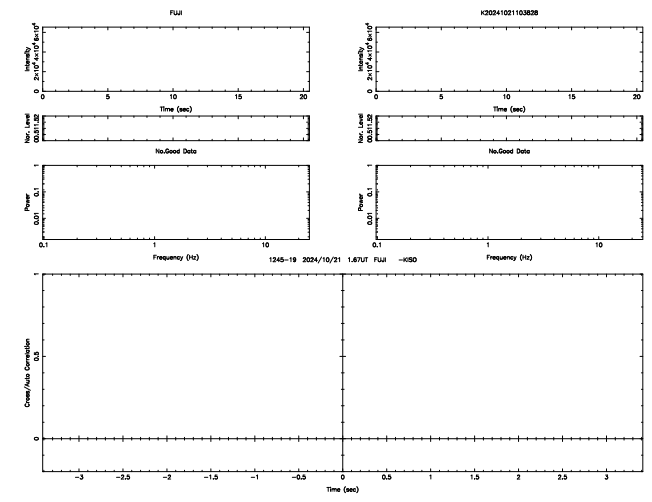 FUJI
K20241021103828
Intensity
0 2×10⁴ 4×10⁴ 6×10⁴
0 5 10 15 20
Time (sec)
Intensity
0 2×10⁴ 4×10⁴ 6×10⁴
0 5 10 15 20
Time (sec)
Nor. Level
00.511.52
Nor. Level
00.511.52
No.Good Data
No.Good Data
Power
0.01 0.1 1
0.1 1 10
Frequency (Hz)
Power
0.01 0.1 1
0.1 1 10
Frequency (Hz)
1245-19 2024/10/21 1.67UT FUJI -KISO
Cross/Auto Correlation
0 0.5 1
-3 -2.5 -2 -1.5 -1 -0.5 0 0.5 1 1.5 2 2.5 3
Time (sec)